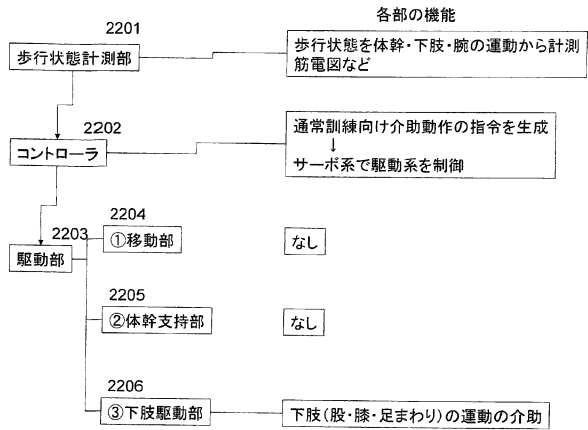 各部の機能
2201
歩行状態計測部
歩行状態を体幹・下肢・腕の運動から計測
筋電図など
2202
コントローラ
通常訓練向け介助動作の指令を生成
↓
サーボ系で駆動系を制御
2203
駆動部
2204
①移動部
なし
2205
②体幹支持部
なし
2206
③下肢駆動部
下肢(股・膝・足まわり)の運動の介助